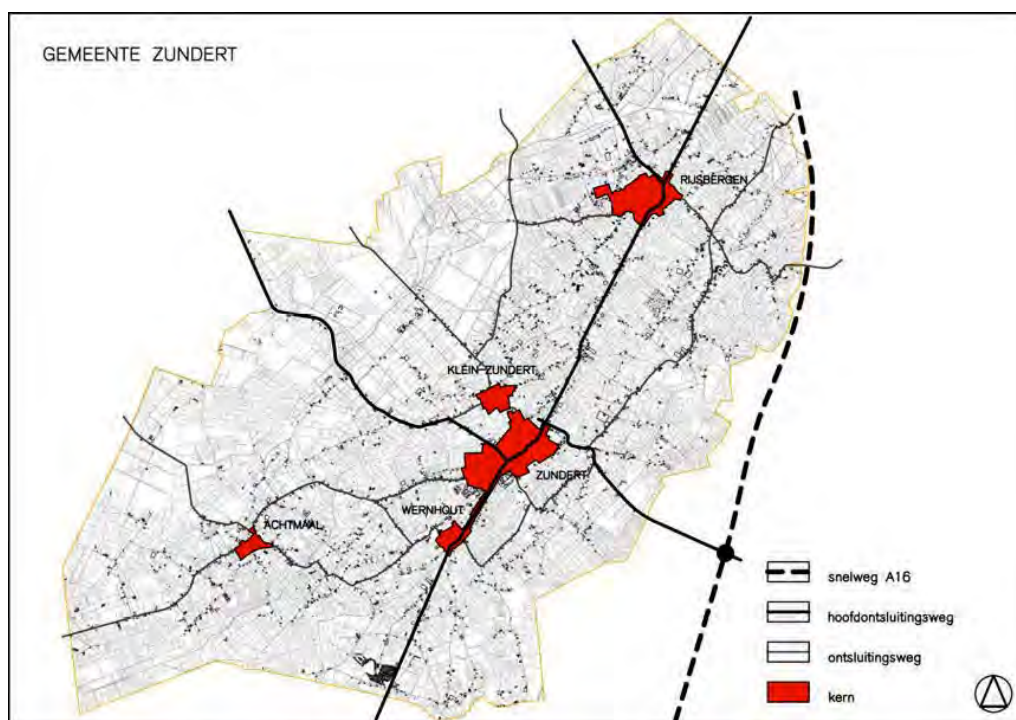 GEMEENTE ZUNDERT
RIJSBERGEN
KLEIN-ZUNDERT
ZUNDERT
WERNHOUT
ACHTMAAL
snelweg A16
hoofdontsluitingsweg
ontsluitingsweg
kern